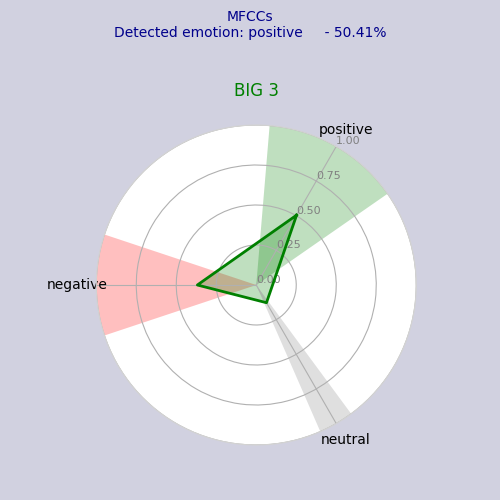 MFCCs
Detected emotion: positive - 50.41%
BIG 3
positive
1.00
0.75
0.50
0.25
0.00
negative
neutral